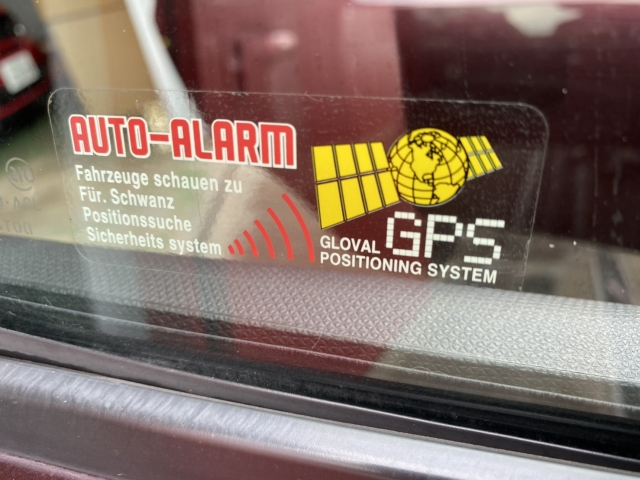 AUTO-ALARM
Fahrzeuge schauen zu
Für. Schwanz
Positionssuche
Sicherheits system
GPS
GLOVAL
POSITIONING SYSTEM